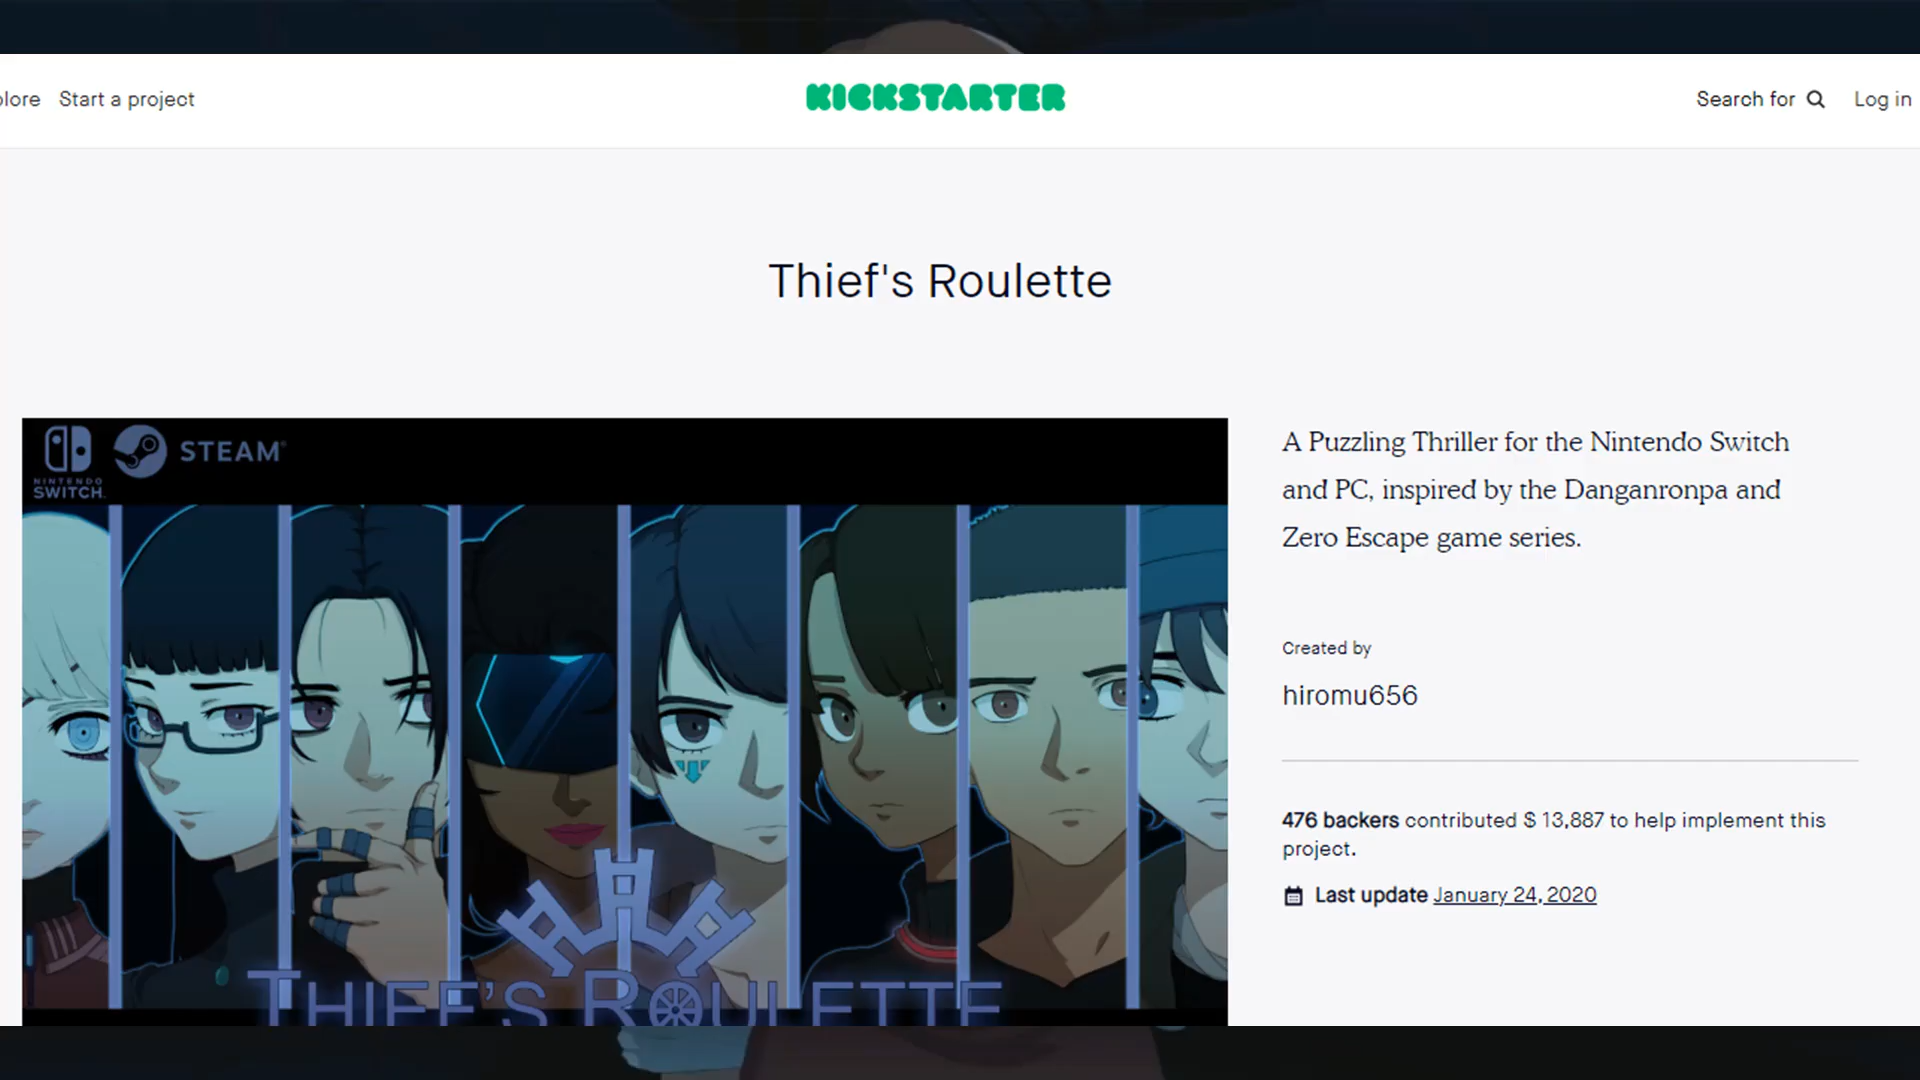 plore Start a project
KICKSTARTER
Search for Log in
Thief's Roulette
NINTENDO
SWITCH.
STEAM®
THIEF'S ROULETTE
A Puzzling Thriller for the Nintendo Switch
and PC, inspired by the Danganronpa and
Zero Escape game series.
Created by
hiromu656
476 backers contributed $ 13,887 to help implement this
project.
Last update January 24, 2020